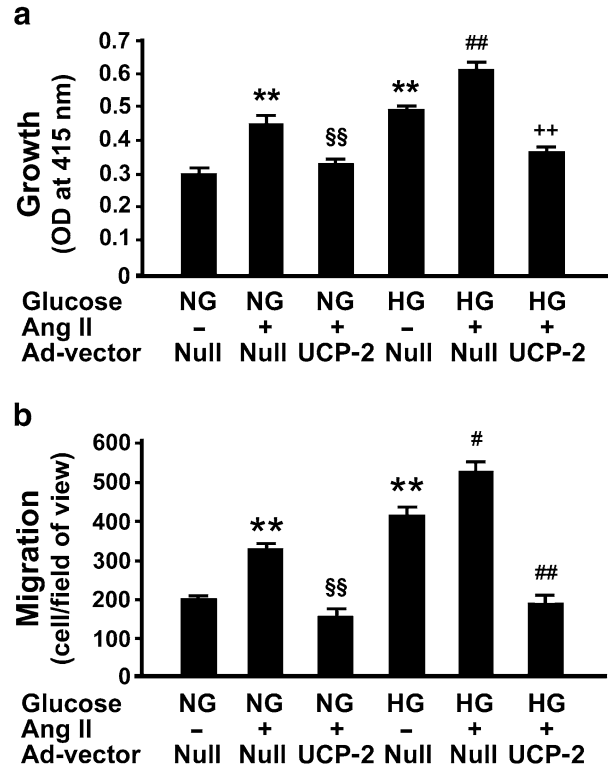 a
Growth
(OD at 415 nm)
0.7
0.6
0.5
0.4
0.3
0.2
0.1
0
** §§ ** ## ++
Glucose NG NG NG HG HG HG
Ang II – + + – + +
Ad-vector Null Null UCP-2 Null Null UCP-2
b
Migration
(cell/field of view)
600
500
400
300
200
100
0
** §§ ** # ##
Glucose NG NG NG HG HG HG
Ang II – + + – + +
Ad-vector Null Null UCP-2 Null Null UCP-2